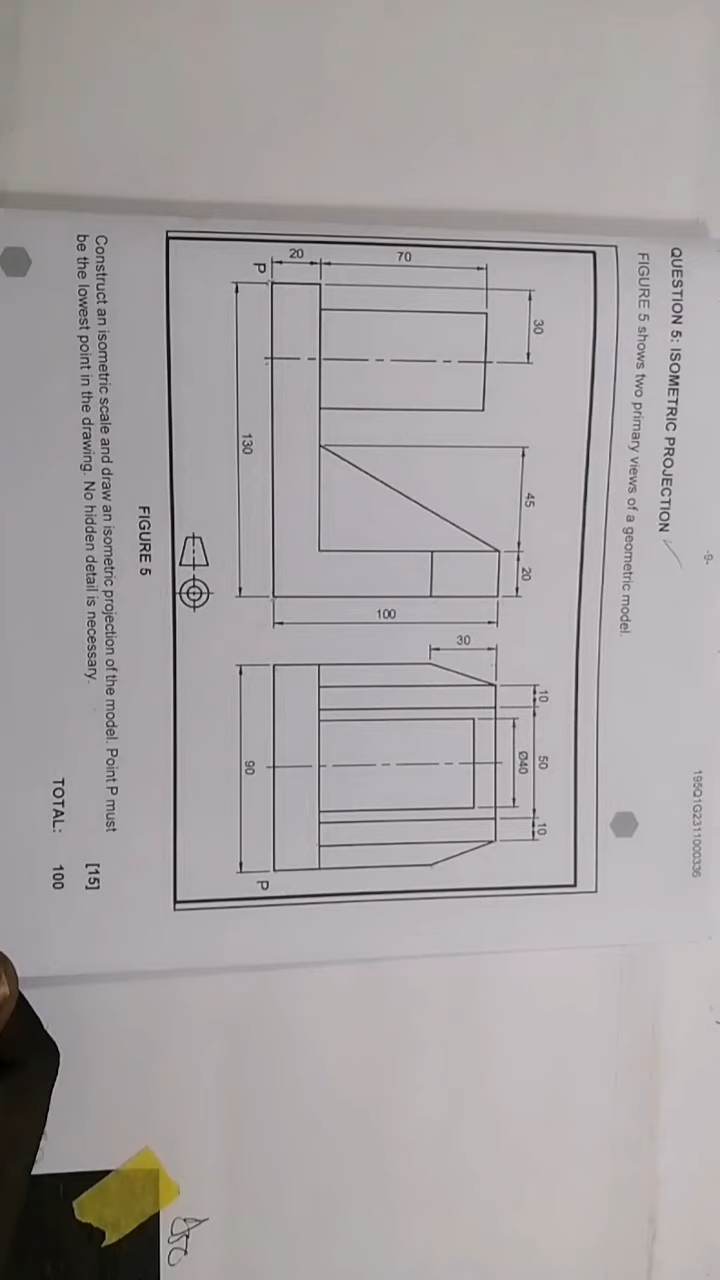 -9-
195Q1G2311000336
QUESTION 5: ISOMETRIC PROJECTION
FIGURE 5 shows two primary views of a geometric model.
30
45
20
70
20
P
130
100
30
10
50
10
Ø40
90
P
FIGURE 5
Construct an isometric scale and draw an isometric projection of the model. Point P must
be the lowest point in the drawing. No hidden detail is necessary.
[15]
TOTAL: 100